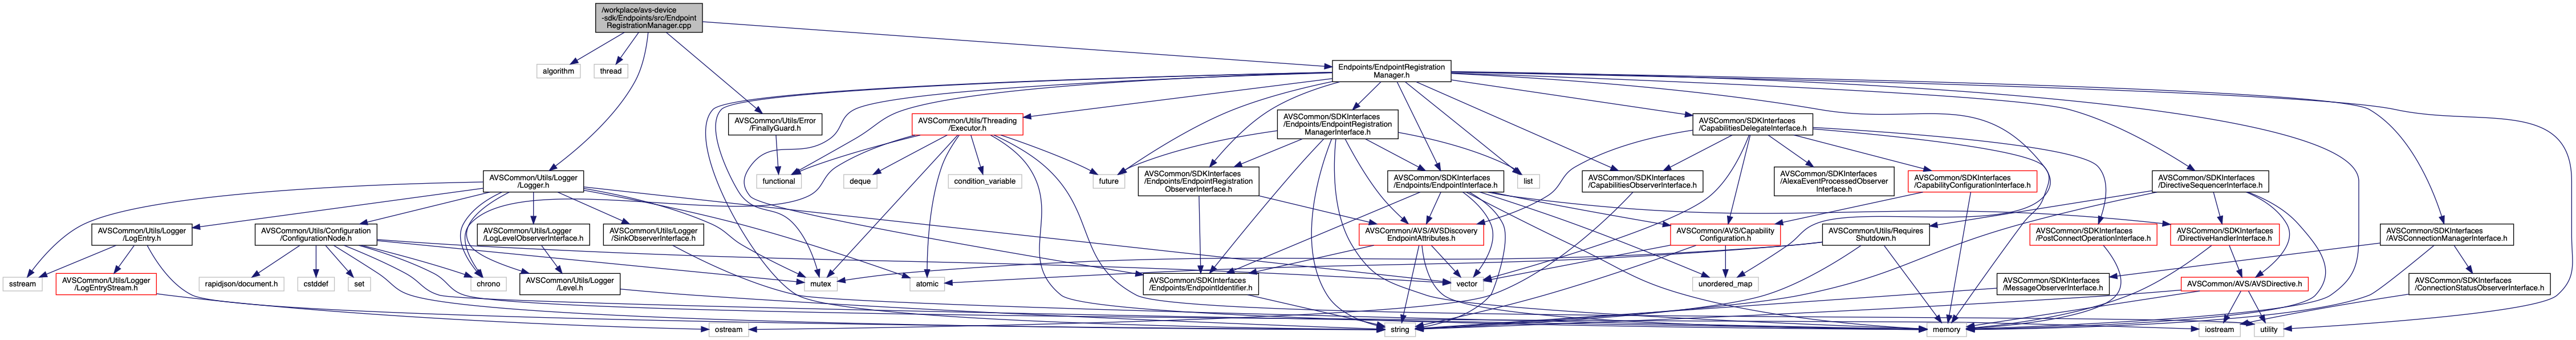 /workplace/avs-device
-sdk/Endpoints/src/Endpoint
RegistrationManager.cpp
algorithm
thread
Endpoints/EndpointRegistration
Manager.h
AVSCommon/Utils/Error
/FinallyGuard.h
AVSCommon/Utils/Threading
/Executor.h
AVSCommon/SDKInterfaces
/Endpoints/EndpointRegistration
ManagerInterface.h
AVSCommon/SDKInterfaces
/CapabilitiesDelegateInterface.h
AVSCommon/Utils/Logger
/Logger.h
functional
deque
condition_variable
future
AVSCommon/SDKInterfaces
/Endpoints/EndpointRegistration
ObserverInterface.h
AVSCommon/SDKInterfaces
/Endpoints/EndpointInterface.h
list
AVSCommon/SDKInterfaces
/CapabilitiesObserverInterface.h
AVSCommon/SDKInterfaces
/AlexaEventProcessedObserver
Interface.h
AVSCommon/SDKInterfaces
/CapabilityConfigurationInterface.h
AVSCommon/SDKInterfaces
/DirectiveSequencerInterface.h
AVSCommon/Utils/Logger
/LogEntry.h
AVSCommon/Utils/Configuration
/ConfigurationNode.h
AVSCommon/Utils/Logger
/LogLevelObserverInterface.h
AVSCommon/Utils/Logger
/SinkObserverInterface.h
AVSCommon/AVS/AVSDiscovery
EndpointAttributes.h
AVSCommon/AVS/Capability
Configuration.h
AVSCommon/Utils/Requires
Shutdown.h
AVSCommon/SDKInterfaces
/PostConnectOperationInterface.h
AVSCommon/SDKInterfaces
/DirectiveHandlerInterface.h
AVSCommon/SDKInterfaces
/AVSConnectionManagerInterface.h
sstream
AVSCommon/Utils/Logger
/LogEntryStream.h
rapidjson/document.h
cstddef
set
chrono
AVSCommon/Utils/Logger
/Level.h
mutex
atomic
AVSCommon/SDKInterfaces
/Endpoints/EndpointIdentifier.h
vector
unordered_map
AVSCommon/SDKInterfaces
/MessageObserverInterface.h
AVSCommon/AVS/AVSDirective.h
AVSCommon/SDKInterfaces
/ConnectionStatusObserverInterface.h
ostream
string
memory
iostream
utility